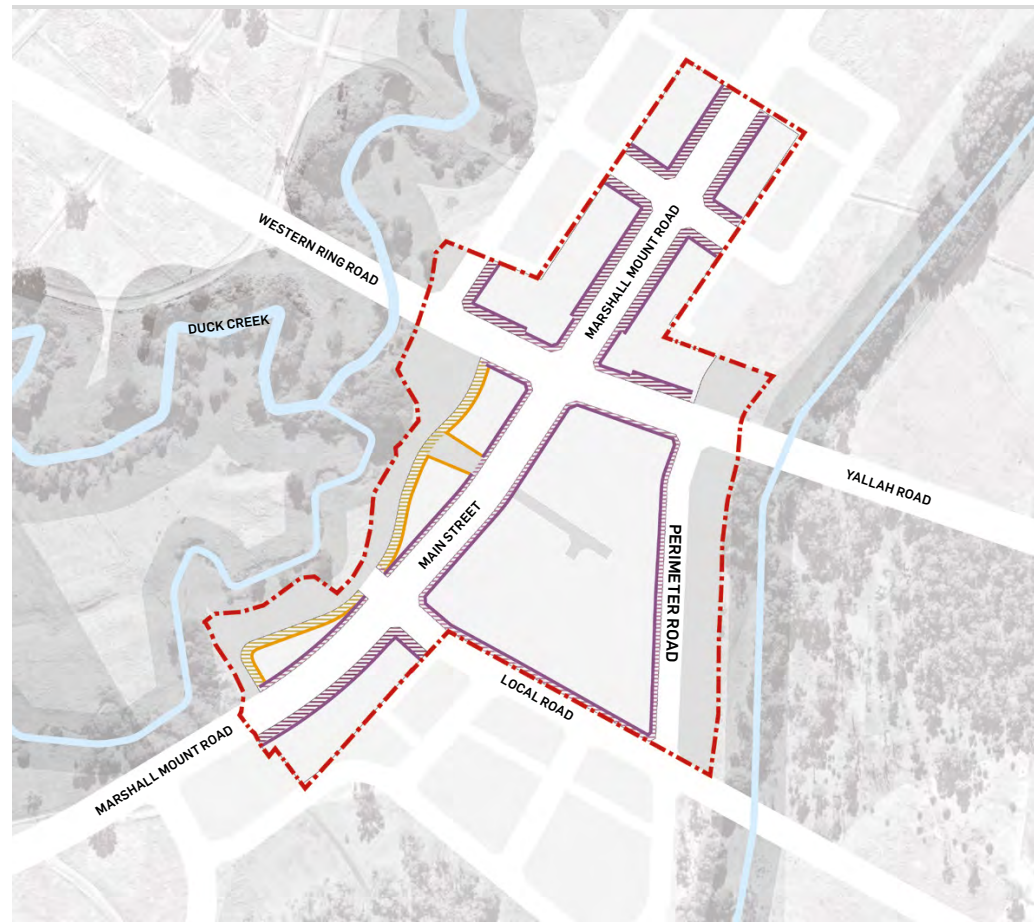 WESTERN RING ROAD
MARSHALL MOUNT ROAD
DUCK CREEK
YALLAH ROAD
MAIN STREET
PERIMETER ROAD
LOCAL ROAD
MARSHALL MOUNT ROAD